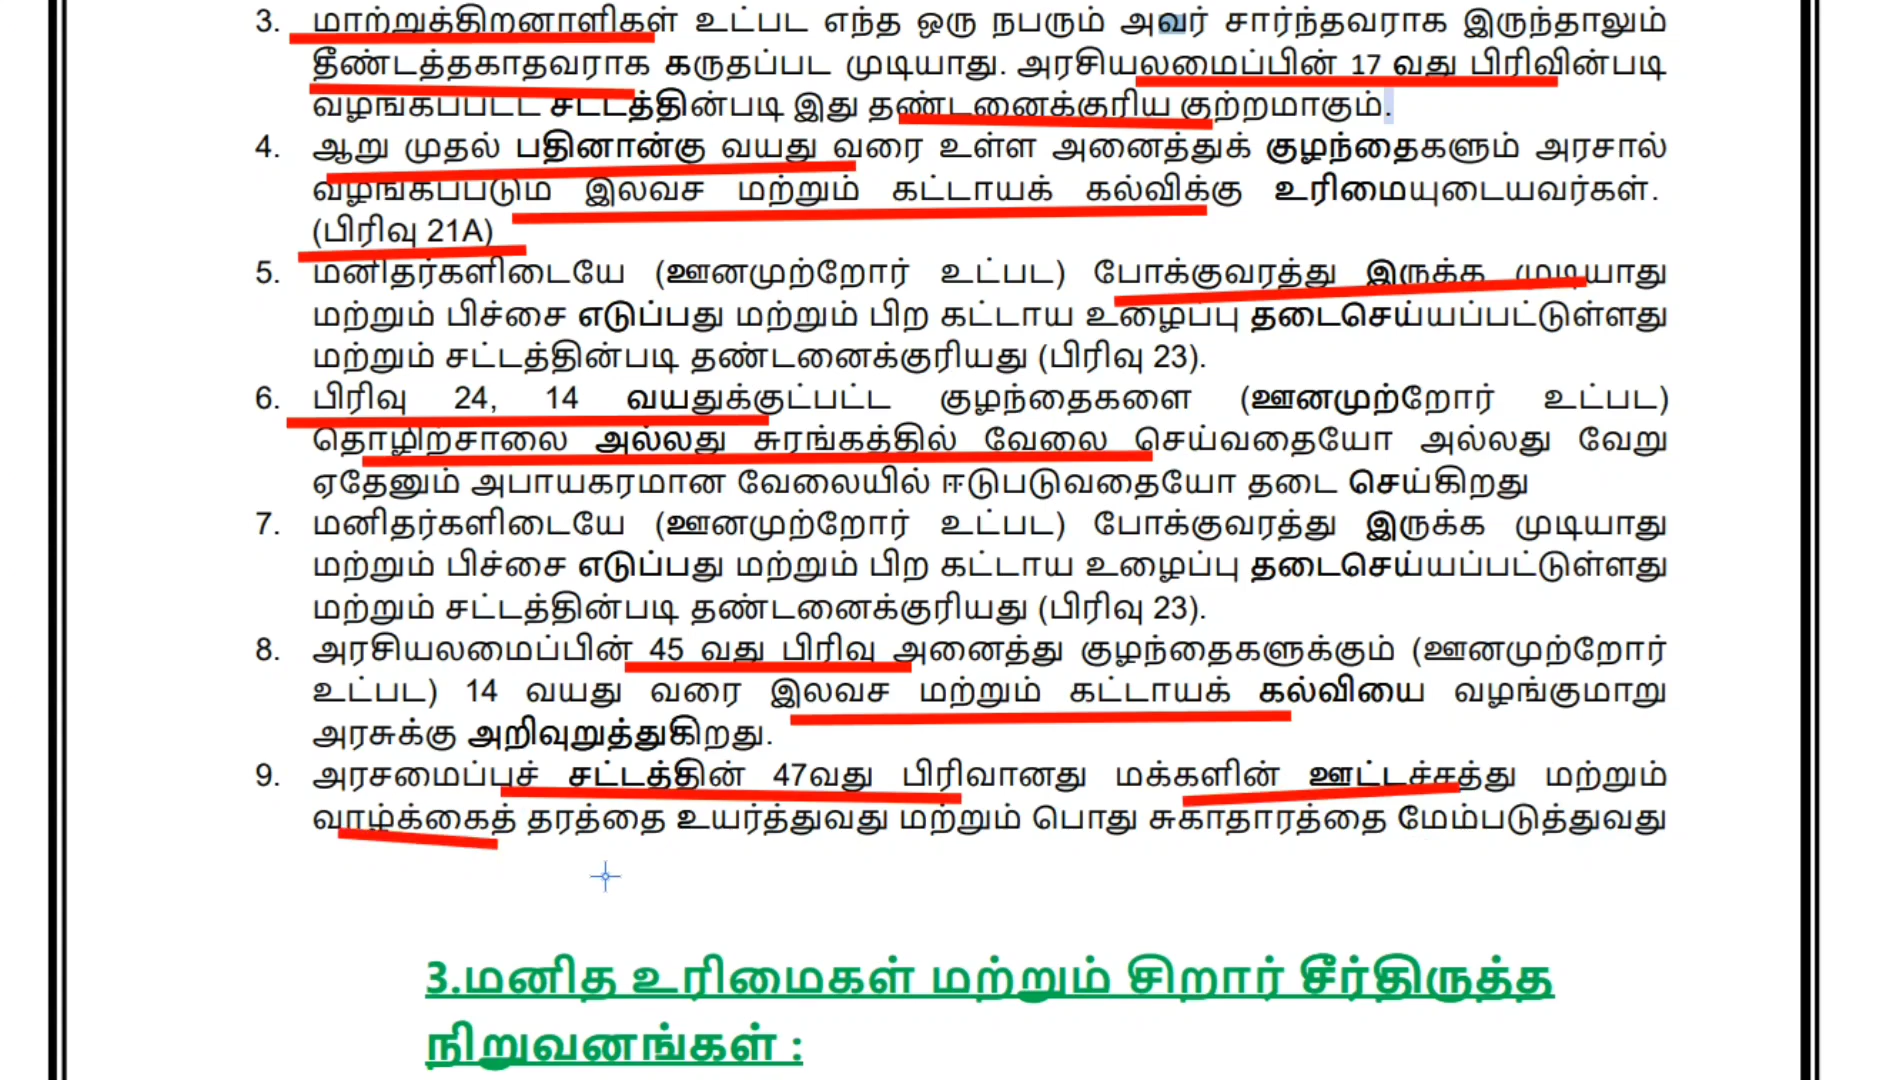 3. மாற்றுத்கிறனாளிகள் உட்பட எந்த ஒரு நபரும் அவர் சார்ந்தவராக இருந்தாலும்
தீண்டத்தகாதவராக கருதப்பட முடியாது. அரசியலமைப்பின் 17 வது பிரிவின்படி
வழங்கப்பட்ட சட்டத்தின்படி இது தண்டனைக்குரிய குற்றமாகும்.
4. ஆறு முதல் பதினான்கு வயது வரை உள்ள அனைத்துக் குழந்தைகளும் அரசால்
வழங்கப்படும் இலவச மற்றும் கட்டாயக் கல்விக்கு உரிமையுடையவர்கள்.
(பிரிவு 21A)
5. மனிதர்களிடையே (ஊனமுற்றோர் உட்பட) போக்குவரத்து இருக்க முடியாது
மற்றும் பிச்சை எடுப்பது மற்றும் பிற கட்டாய உழைப்பு தடைசெய்யப்பட்டுள்ளது
மற்றும் சட்டத்தின்படி தண்டனைக்குரியது (பிரிவு 23).
6. பிரிவு 24, 14 வயதுக்குட்பட்ட குழந்தைகளை (ஊனமுற்றோர் உட்பட)
தொழிற்சாலை அல்லது சுரங்கத்தில் வேலை செய்வதையோ அல்லது வேறு
ஏதேனும் அபாயகரமான வேலையில் ஈடுபடுவதையோ தடை செய்கிறது
7. மனிதர்களிடையே (ஊனமுற்றோர் உட்பட) போக்குவரத்து இருக்க முடியாது
மற்றும் பிச்சை எடுப்பது மற்றும் பிற கட்டாய உழைப்பு தடைசெய்யப்பட்டுள்ளது
மற்றும் சட்டத்தின்படி தண்டனைக்குரியது (பிரிவு 23).
8. அரசியலமைப்பின் 45 வது பிரிவு அனைத்து குழந்தைகளுக்கும் (ஊனமுற்றோர்
உட்பட) 14 வயது வரை இலவச மற்றும் கட்டாயக் கல்வியை வழங்குமாறு
அரசுக்கு அறிவுறுத்துகிறது.
9. அரசமைப்புச் சட்டத்தின் 47வது பிரிவானது மக்களின் ஊட்டச்சத்து மற்றும்
வாழ்க்கைத் தரத்தை உயர்த்துவது மற்றும் பொது சுகாதாரத்தை மேம்படுத்துவது
3.மனித உரிமைகள் மற்றும் சிறார் சீர்திருத்த
நிறுவனங்கள் :